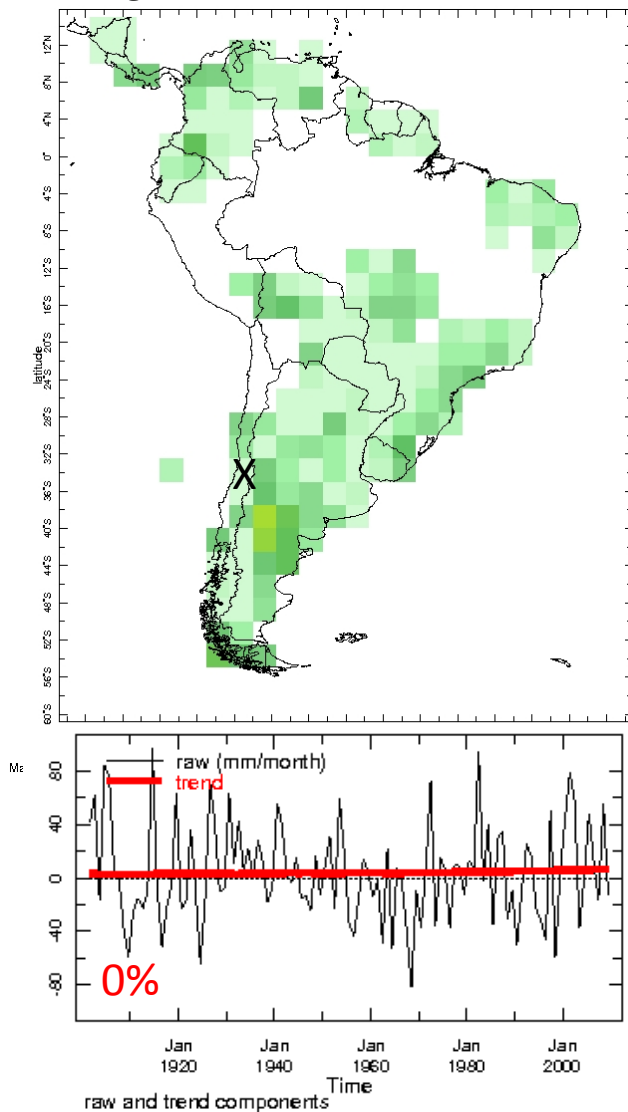 12°N
8°N
4°N
0°
4°S
8°S
12°S
16°S
20°S
latitude
24°S
28°S
32°S
X
36°S
40°S
44°S
48°S
52°S
56°S
60°S
raw (mm/month)
trend
80
40
0
-40
-80
0%
Jan Jan Jan Jan Jan
1920 1940 1960 1980 2000
Time
raw and trend components